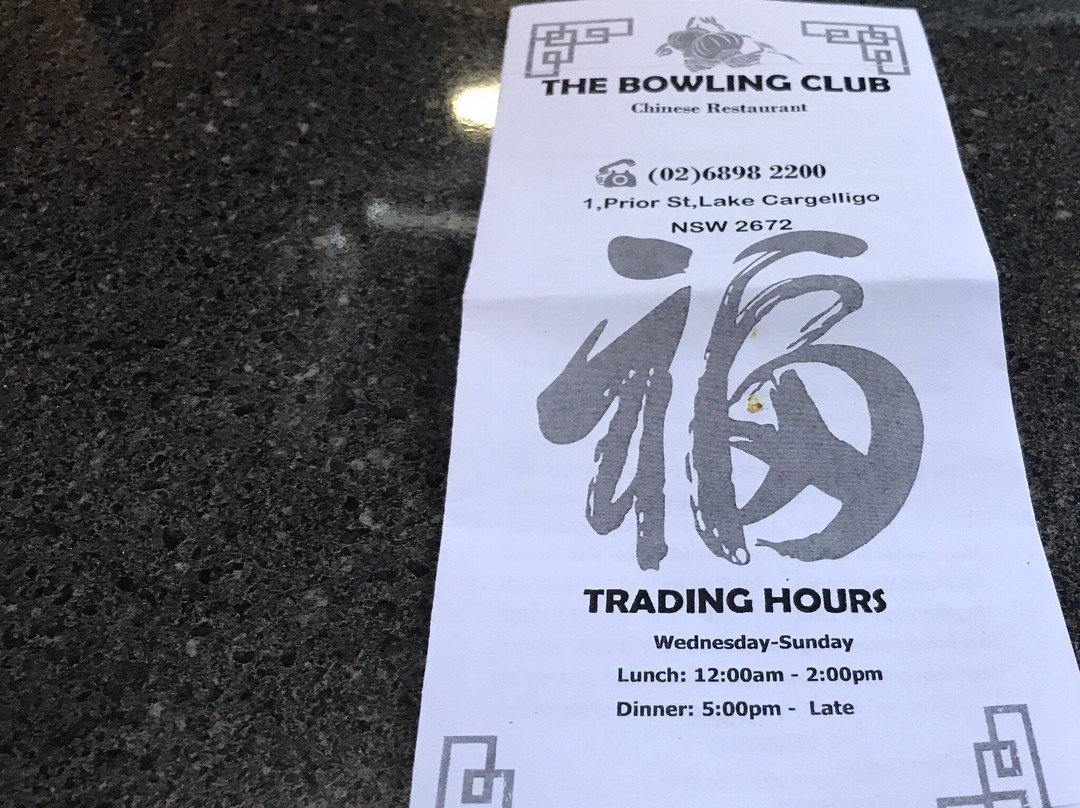 THE BOWLING CLUB
Chinese Restaurant
(02)6898 2200
1,Prior St,Lake Cargelligo
NSW 2672
福
TRADING HOURS
Wednesday-Sunday
Lunch: 12:00am - 2:00pm
Dinner: 5:00pm - Late